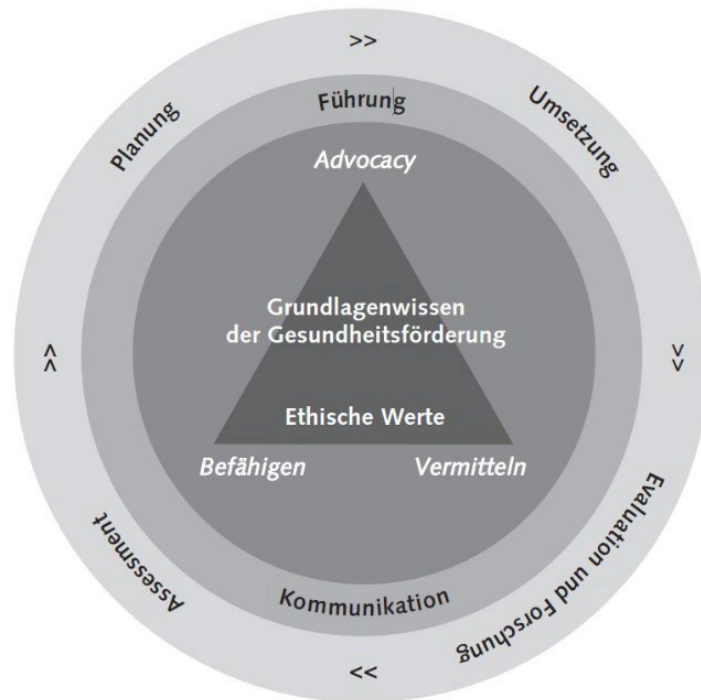 >>
Planung
Umsetzung
Führung
Advocacy
Grundlagenwissen
der Gesundheitsförderung
>>
>>
Ethische Werte
Befähigen
Vermitteln
Assessment
Evaluation und Forschung
Kommunikation
>>